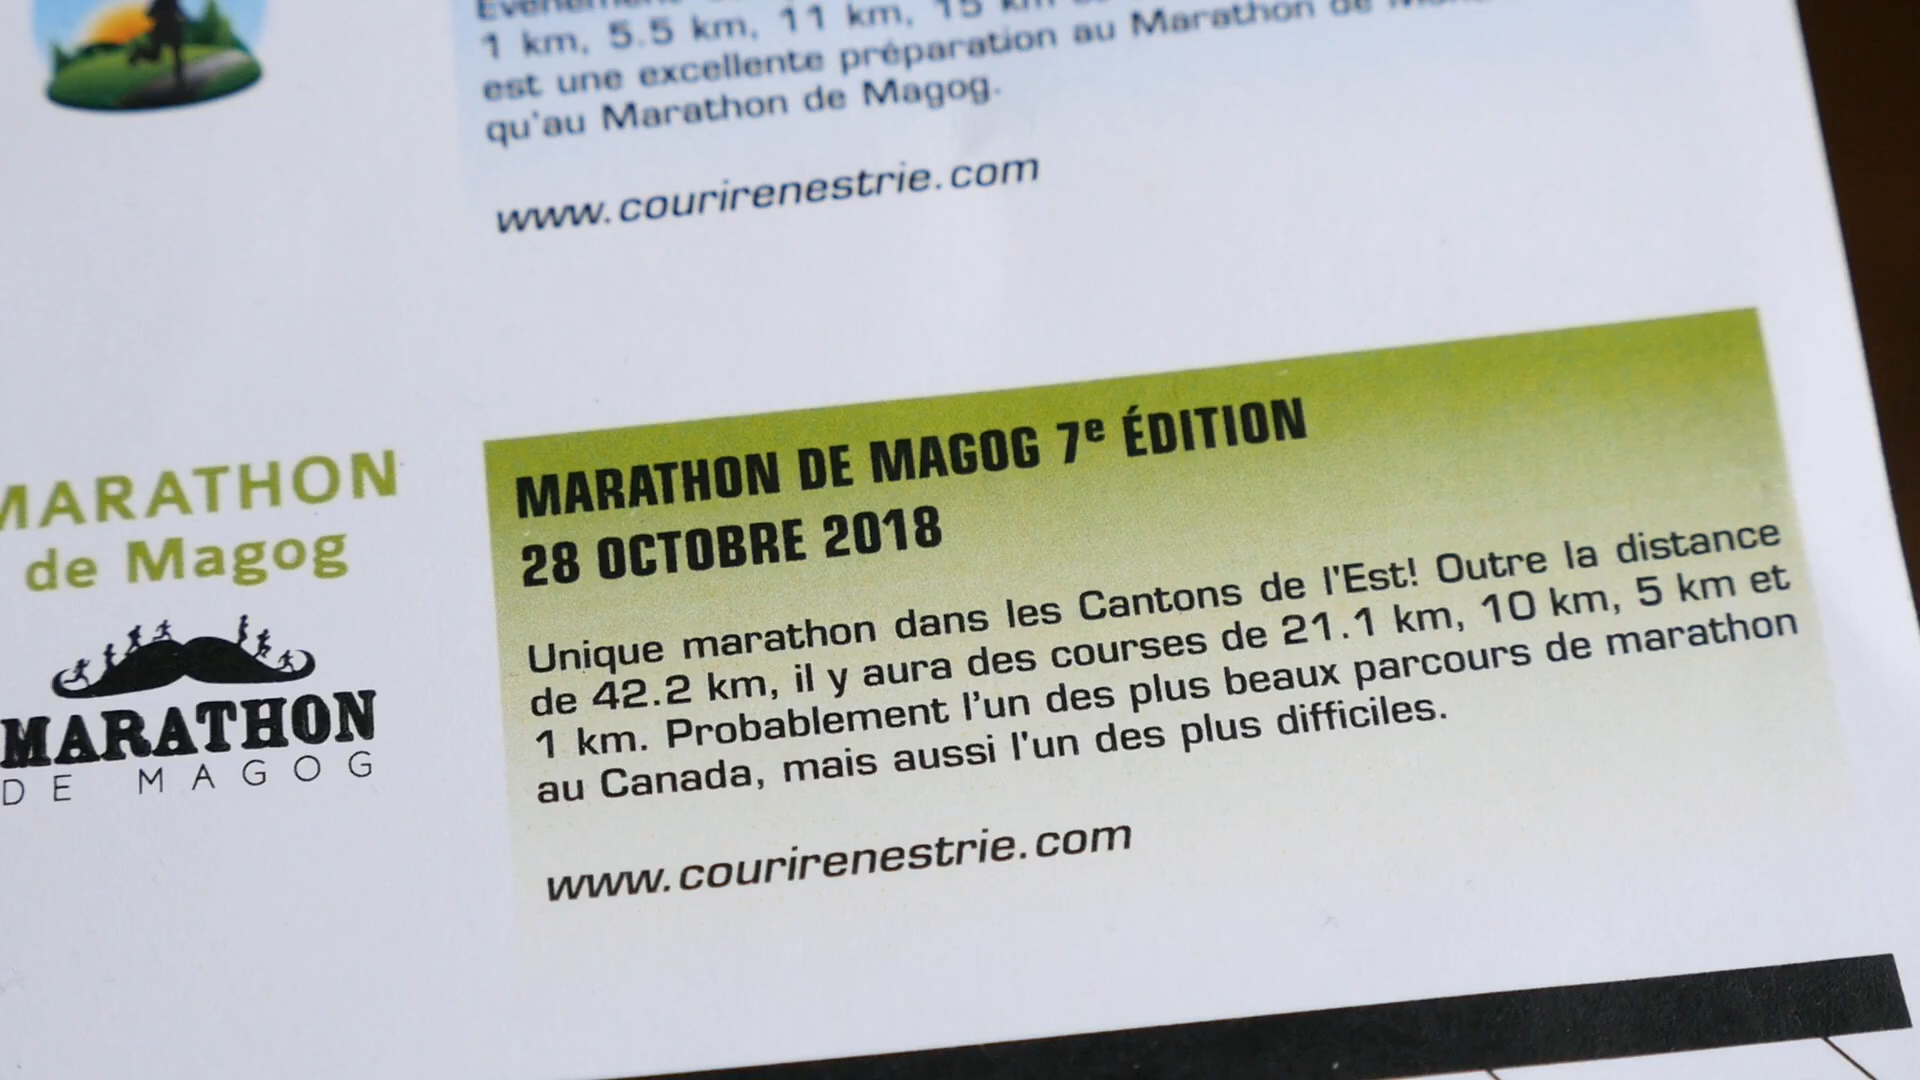 1 km, 5.5 km, 11 km, 15 km
est une excellente préparation au Marathon de
qu'au Marathon de Magog.
www.courirenestrie.com
MARATHON
de Magog
MARATHON
DE MAGOG
MARATHON DE MAGOG 7e ÉDITION
28 OCTOBRE 2018
Unique marathon dans les Cantons de l'Est! Outre la distance
de 42.2 km, il y aura des courses de 21.1 km, 10 km, 5 km et
1 km. Probablement l'un des plus beaux parcours de marathon
au Canada, mais aussi l'un des plus difficiles.
www.courirenestrie.com